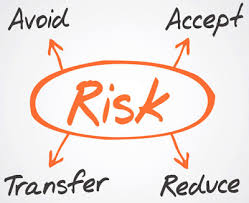 Avoid
Accept
Risk
Transfer
Reduce